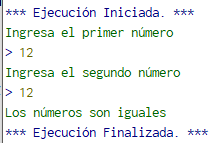 *** Ejecución Iniciada. ***
Ingresa el primer número
> 12
Ingresa el segundo número
> 12
Los números son iguales
*** Ejecución Finalizada. ***